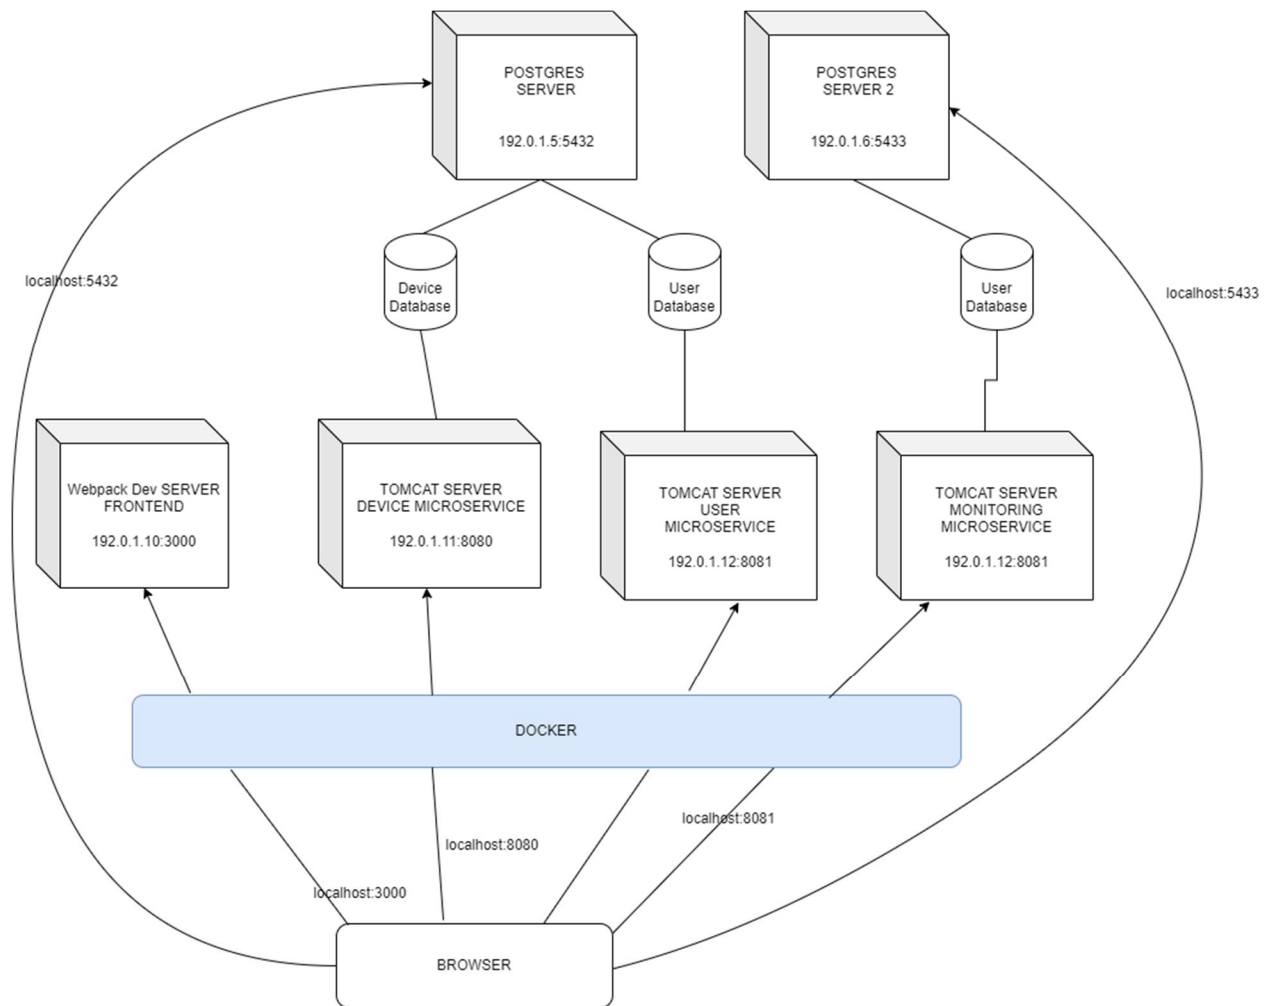 POSTGRES
SERVER
192.0.1.5:5432
POSTGRES
SERVER 2
192.0.1.6:5433
localhost:5432
Device
Database
User
Database
User
Database
localhost:5433
Webpack Dev SERVER
FRONTEND
192.0.1.10:3000
TOMCAT SERVER
DEVICE MICROSERVICE
192.0.1.11:8080
TOMCAT SERVER
USER
MICROSERVICE
192.0.1.12:8081
TOMCAT SERVER
MONITORING
MICROSERVICE
192.0.1.12:8081
DOCKER
localhost:8081
localhost:8080
localhost:3000
BROWSER